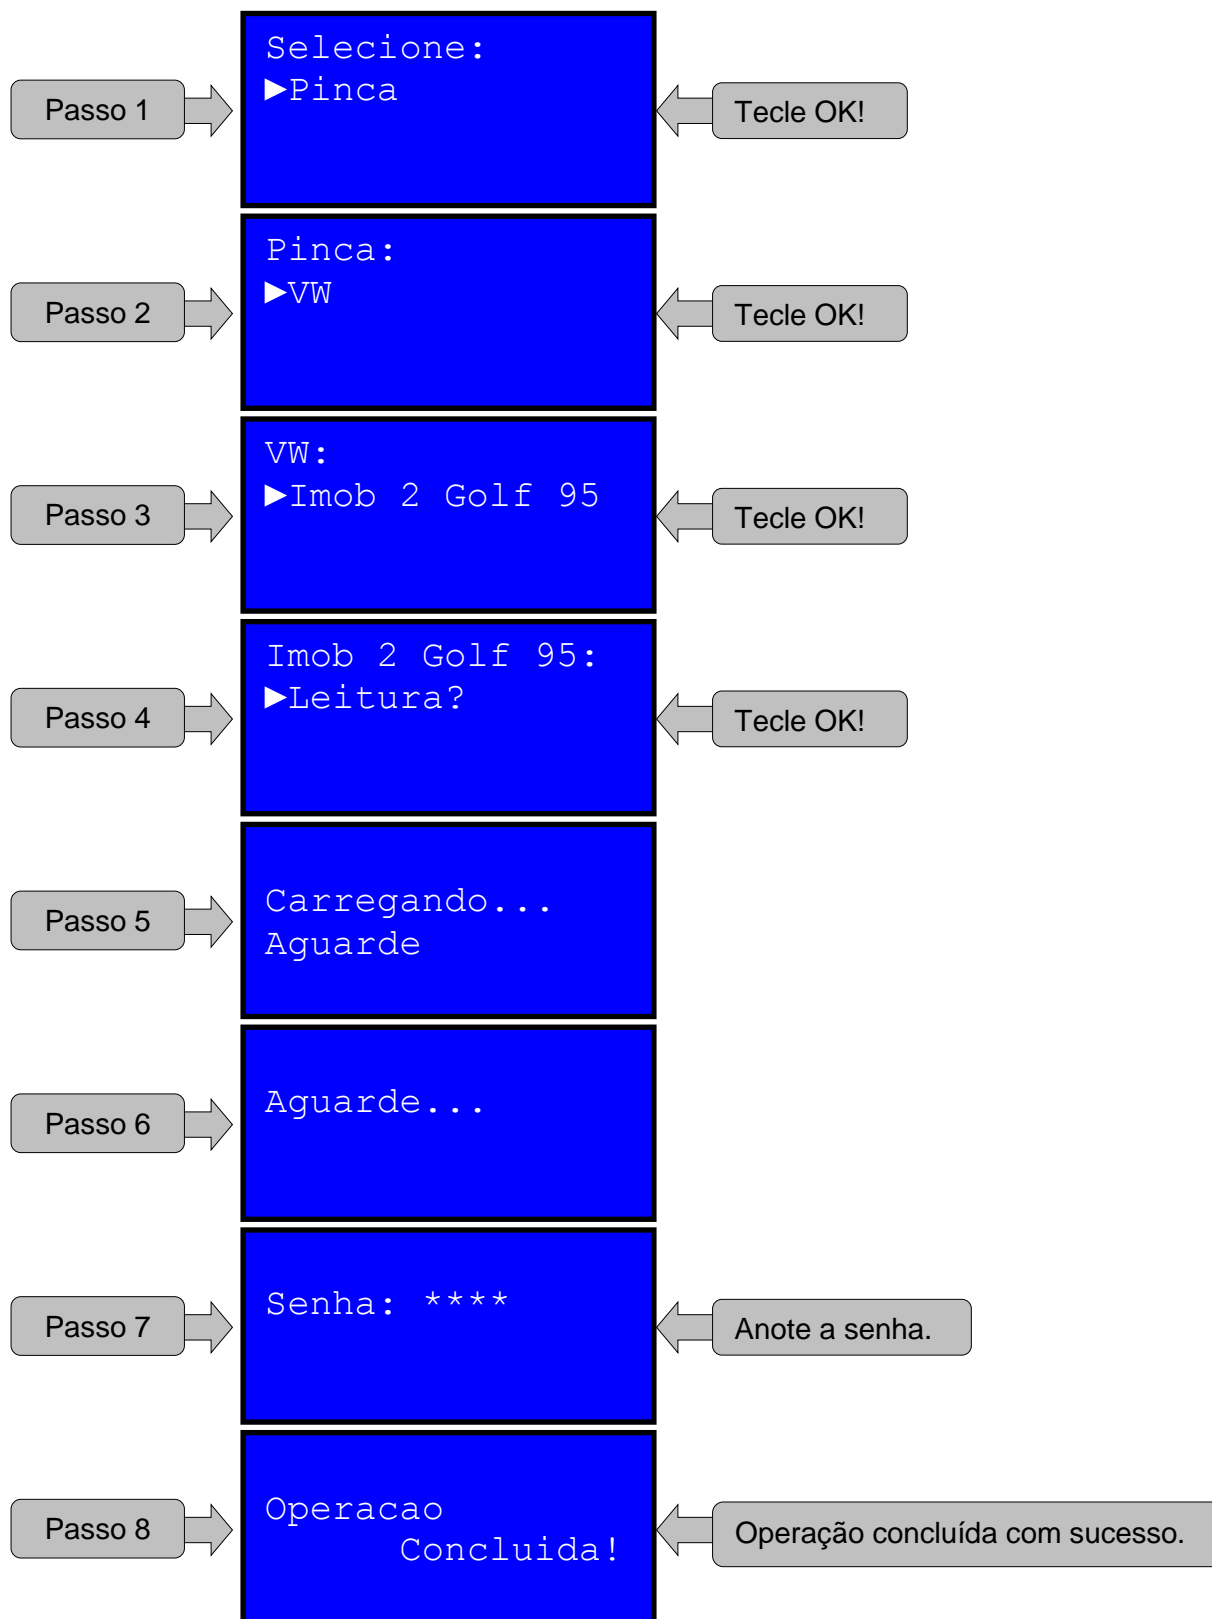 Passo 1
Selecione:
►Pinca
Tecle OK!
Passo 2
Pinca:
►VW
Tecle OK!
Passo 3
VW:
►Imob 2 Golf 95
Tecle OK!
Passo 4
Imob 2 Golf 95:
►Leitura?
Tecle OK!
Passo 5
Carregando...
Aguarde
Passo 6
Aguarde...
Passo 7
Senha: ****
Anote a senha.
Passo 8
Operacao
Concluida!
Operação concluída com sucesso.